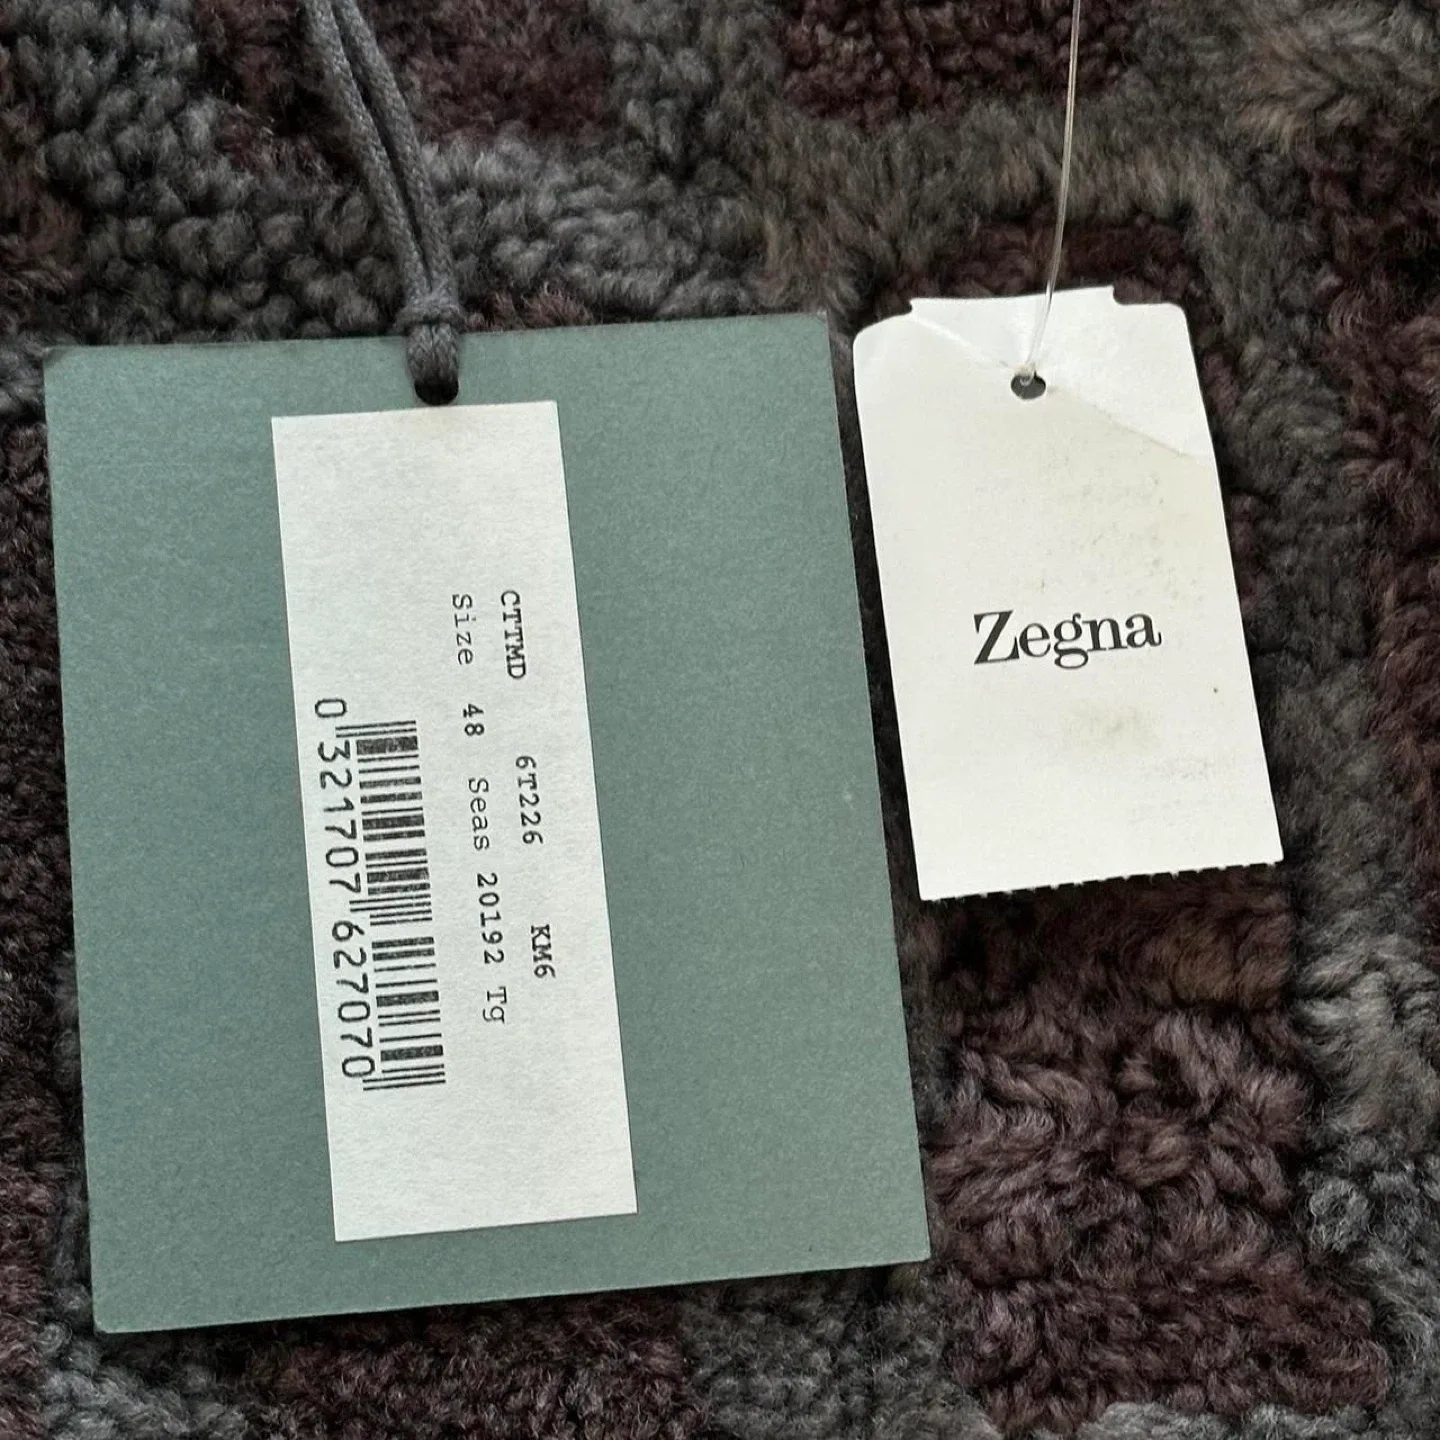 CTTMD 6T226 KM6
Size 48 Seas 20192 Tg
0 321707 627070
Zegna